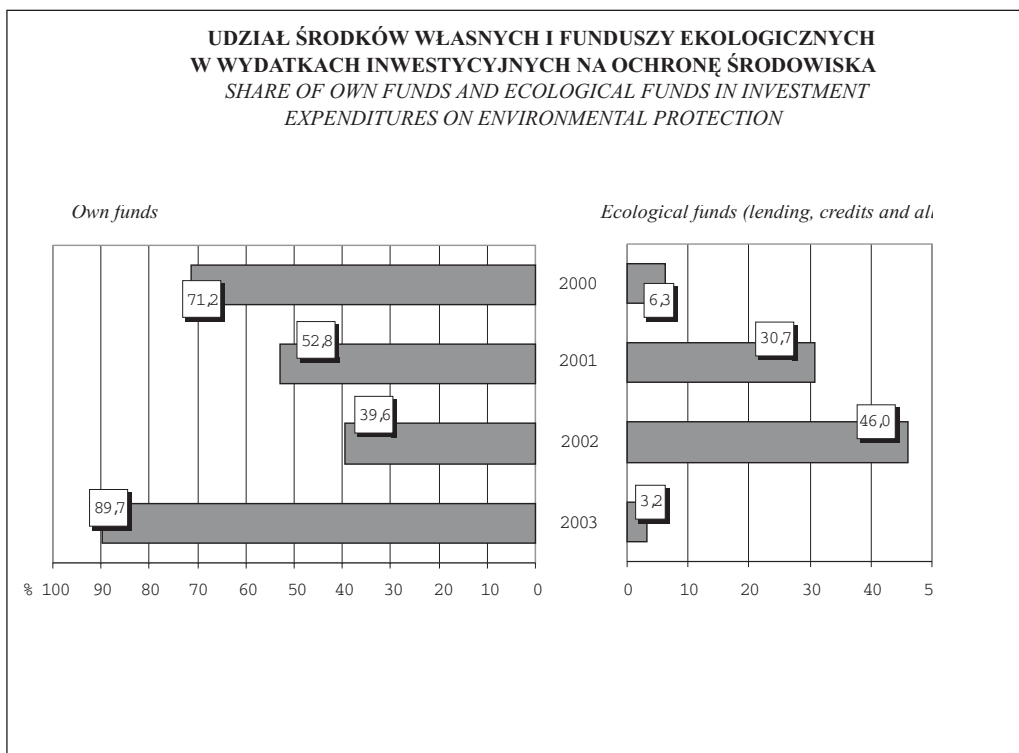 UDZIAŁ ŚRODKÓW WŁASNYCH I FUNDUSZY EKOLOGICZNYCH
W WYDATKACH INWESTYCYJNYCH NA OCHRONĘ ŚRODOWISKA
SHARE OF OWN FUNDS AND ECOLOGICAL FUNDS IN INVESTMENT
EXPENDITURES ON ENVIRONMENTAL PROTECTION
Own funds
Ecological funds (lending, credits and
71,2
2000
6,3
52,8
2001
30,7
39,6
2002
46,0
89,7
2003
3,2
% 100 90 80 70 60 50 40 30 20 10 0
0 10 20 30 40 5